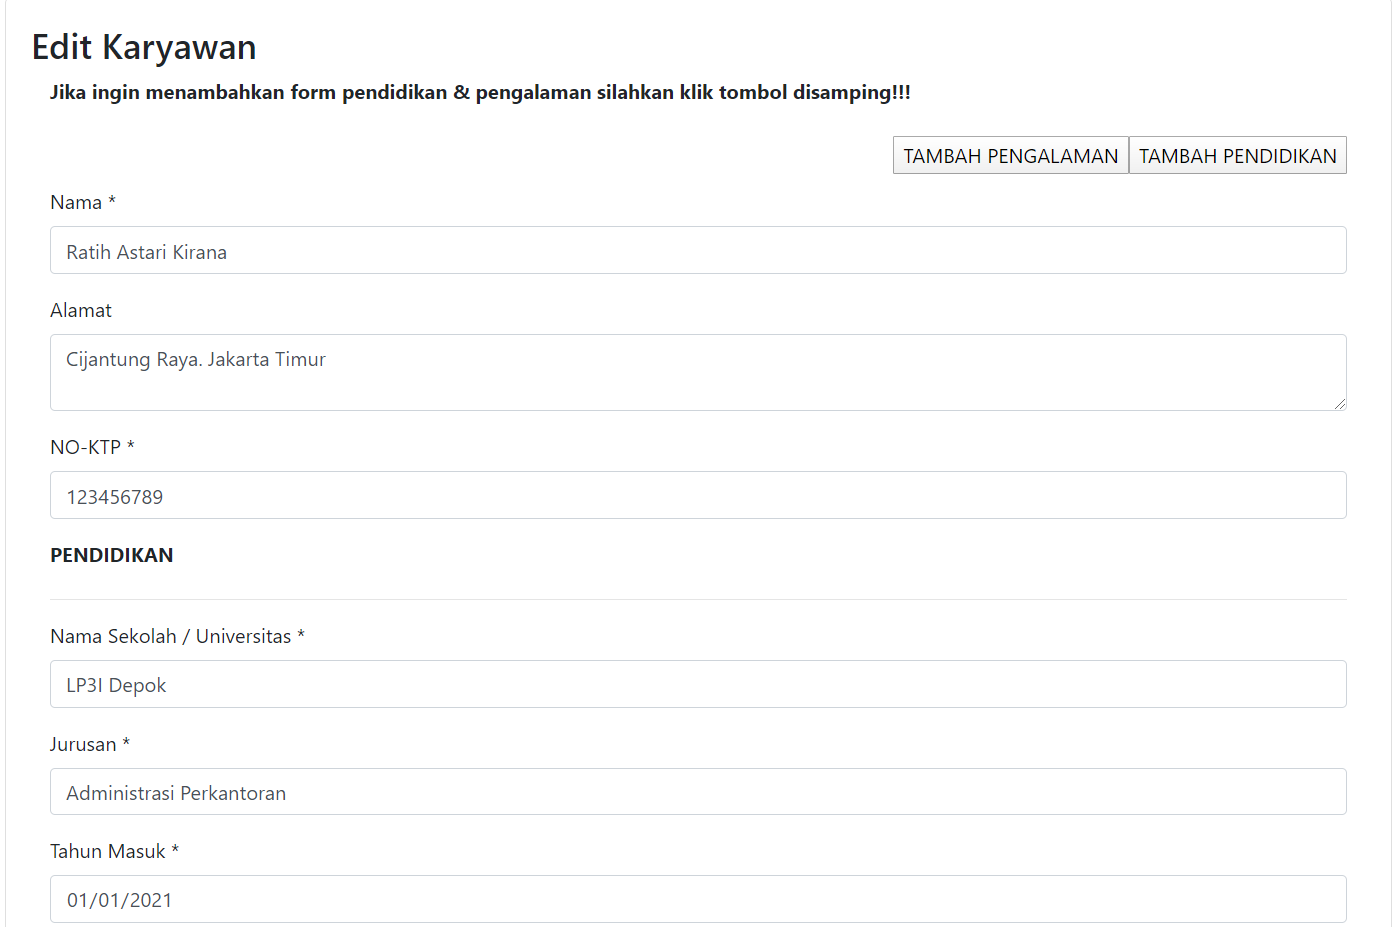 Edit Karyawan
Jika ingin menambahkan form pendidikan & pengalaman silahkan klik tombol disamping!!!
TAMBAH PENGALAMAN TAMBAH PENDIDIKAN
Nama *
Ratih Astari Kirana
Alamat
Cijantung Raya. Jakarta Timur
NO-KTP *
123456789
PENDIDIKAN
Nama Sekolah / Universitas *
LP3I Depok
Jurusan *
Administrasi Perkantoran
Tahun Masuk *
01/01/2021